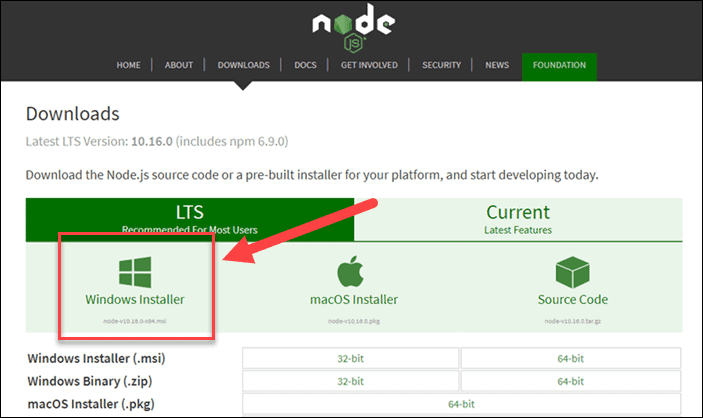 node
JS
HOME ABOUT DOWNLOADS DOCS GET INVOLVED SECURITY NEWS FOUNDATION
Downloads
Latest LTS Version: 10.16.0 (includes npm 6.9.0)
Download the Node.js source code or a pre-built installer for your platform, and start developing today.
LTS
Recommended For Most Users
Current
Latest Features
Windows Installer
node-v10.16.0-x64.msi
macOS Installer
node-v10.16.0.pkg
Source Code
node-v10.16.0.tar.gz
Windows Installer (.msi) 32-bit 64-bit
Windows Binary (.zip) 32-bit 64-bit
macOS Installer (.pkg) 64-bit